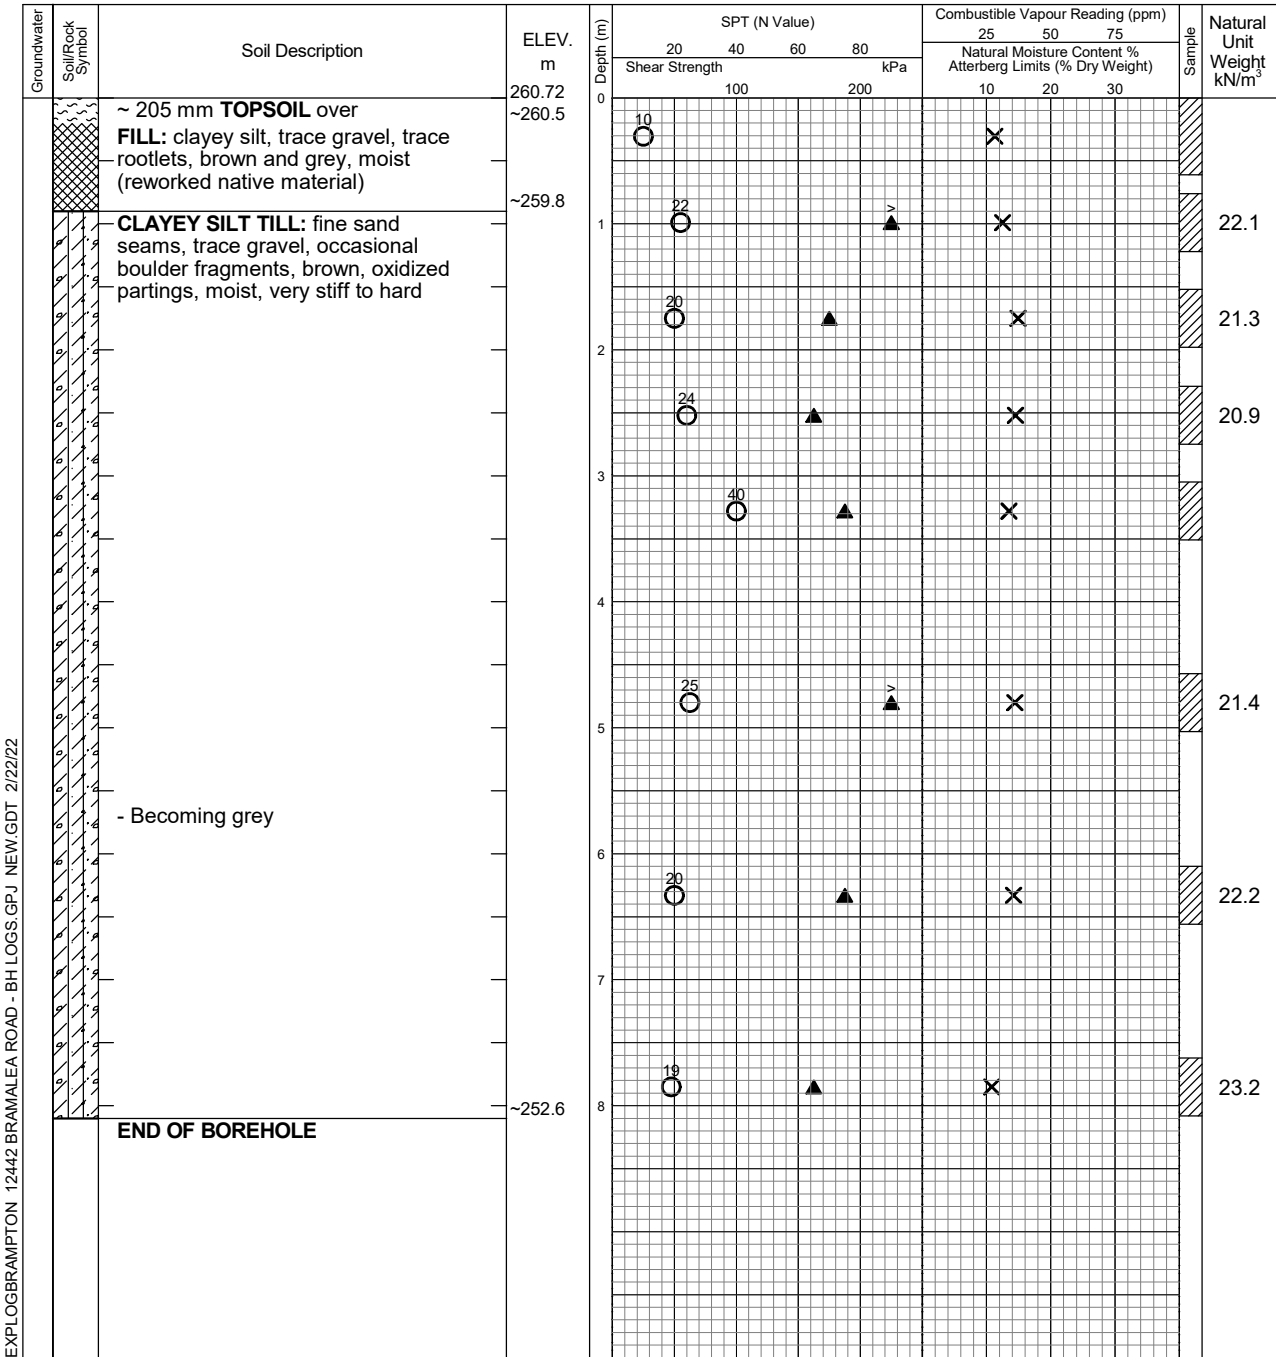 Groundwater
Soil/Rock
Symbol
Soil Description
ELEV.
m
260.72
Depth (m)
SPT (N Value)
20 40 60 80
Shear Strength kPa
100 200
Combustible Vapour Reading (ppm)
25 50 75
Natural Moisture Content %
Atterberg Limits (% Dry Weight)
10 20 30
Sample
Natural
Unit
Weight
kN/m³
0
~ 205 mm TOPSOIL over
~260.5
FILL: clayey silt, trace gravel, trace
rootlets, brown and grey, moist
(reworked native material)
10
~259.8
CLAYEY SILT TILL: fine sand
seams, trace gravel, occasional
boulder fragments, brown, oxidized
partings, moist, very stiff to hard
22
>
1
22.1
20
21.3
2
24
20.9
3
40
4
25
>
21.4
5
- Becoming grey
6
20
22.2
7
19
23.2
~252.6
8
END OF BOREHOLE
EXPLOGBRAMPTON 12442 BRAMALEA ROAD - BH LOGS.GPJ NEW.GDT 2/22/22